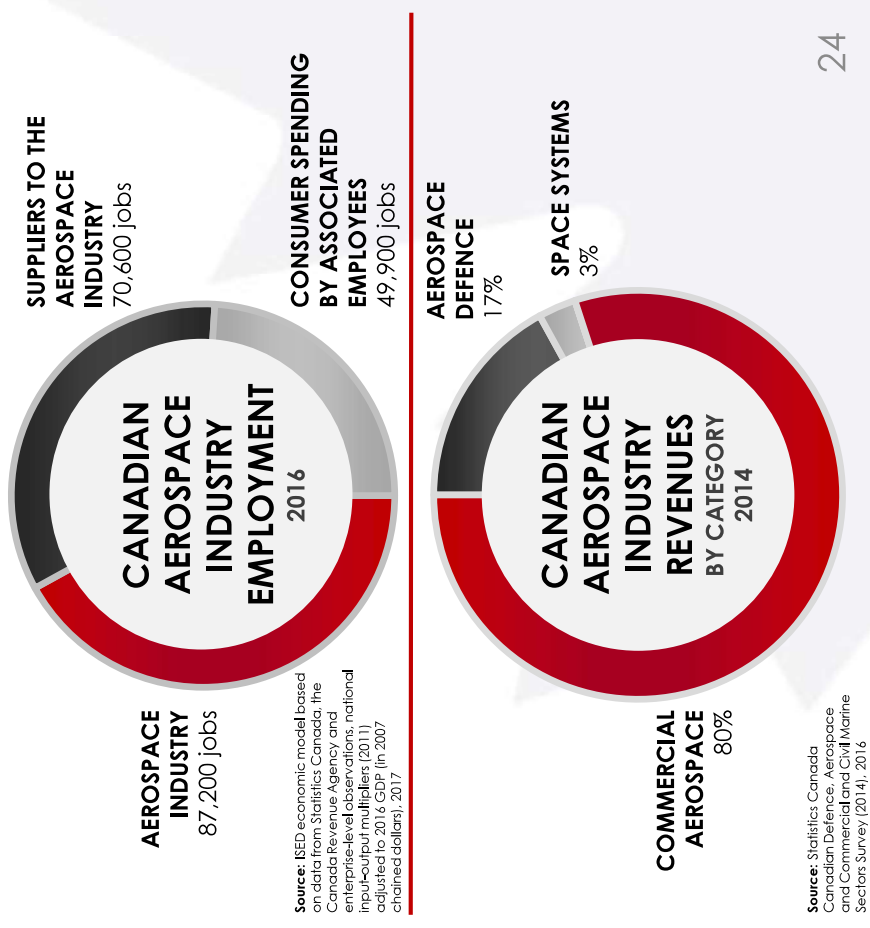 SUPPLIERS TO THE
AEROSPACE
INDUSTRY
70,600 jobs
CONSUMER SPENDING
BY ASSOCIATED
EMPLOYEES
49,900 jobs
CANADIAN
AEROSPACE
INDUSTRY
EMPLOYMENT
2016
AEROSPACE
INDUSTRY
87,200 jobs
Source: ISED economic model based
on data from Statistics Canada, the
Canada Revenue Agency and
enterprise-level observations, national
input-output multipliers (2011)
adjusted to 2016 GDP (in 2007
chained dollars), 2017
AEROSPACE
DEFENCE
17%
SPACE SYSTEMS
3%
CANADIAN
AEROSPACE
INDUSTRY
REVENUES
BY CATEGORY
2014
COMMERCIAL
AEROSPACE
80%
Source: Statistics Canada
Canadian Defence, Aerospace
and Commercial and Civil Marine
Sectors Survey (2014), 2016
24